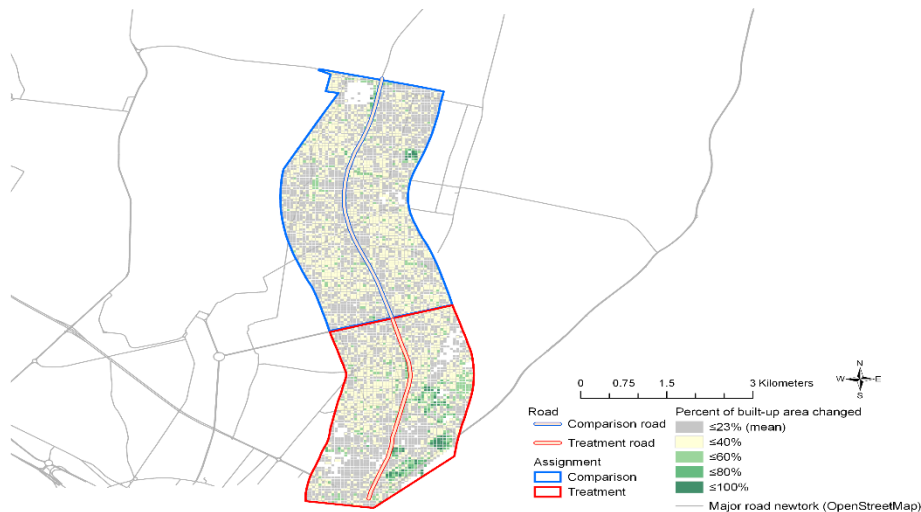 N
W E
S
0 0.75 1.5 3 Kilometers
Road
Comparison road
Treatment road
Assignment
Comparison
Treatment
Percent of built-up area changed
≤23% (mean)
≤40%
≤60%
≤80%
≤100%
Major road newtork (OpenStreetMap)